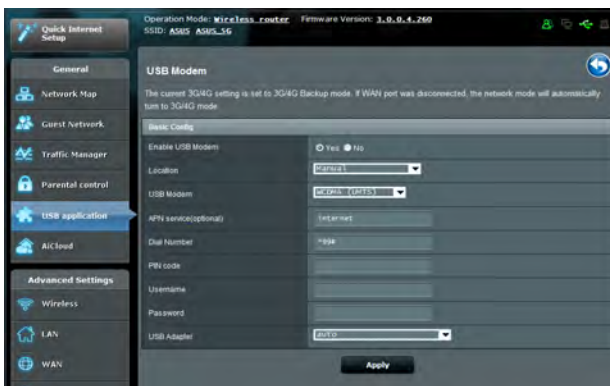 Quick Internet
Setup
Operation Mode: Wireless router Firmware Version: 3.0.0.4.260
SSID: ASUS ASUS_5G
General
Network Map
Guest Network
Traffic Manager
Parental control
USB application
AiCloud
Advanced Settings
Wireless
LAN
WAN
USB Modem
The current 3G/4G setting is set to 3G/4G Backup mode. If WAN port was disconnected, the network mode will automatically
turn to 3G/4G mode.
Basic Config
Enable USB Modem
Yes No
Location
Manual
USB Modem
WCDMA (UMTS)
APN service(optional)
internet
Dial Number
*99#
PIN code
Username
Password
USB Adapter
auto
Apply